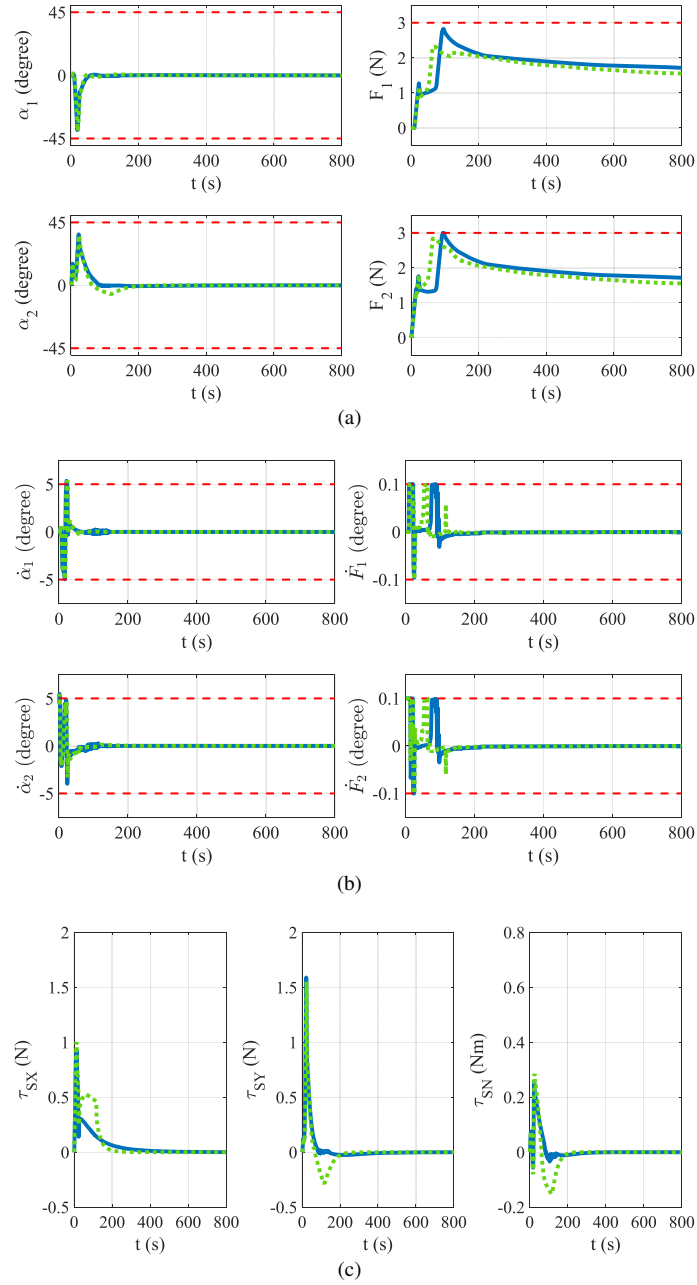 α1 (degree)
45
0
-45
0 200 400 600 800
t (s)
F1 (N)
3
2
1
0
0 200 400 600 800
t (s)
α2 (degree)
45
0
-45
0 200 400 600 800
t (s)
F2 (N)
3
2
1
0
0 200 400 600 800
t (s)
(a)
α̇1 (degree)
5
0
-5
0 200 400 600 800
t (s)
Ḟ1 (degree)
0.1
0
-0.1
0 200 400 600 800
t (s)
α̇2 (degree)
5
0
-5
0 200 400 600 800
t (s)
Ḟ2 (degree)
0.1
0
-0.1
0 200 400 600 800
t (s)
(b)
τSX (N)
2
1.5
1
0.5
0
-0.5
0 200 400 600 800
t (s)
τSY (N)
2
1.5
1
0.5
0
-0.5
0 200 400 600 800
t (s)
τSN (Nm)
0.8
0.6
0.4
0.2
0
-0.2
0 200 400 600 800
t (s)
(c)